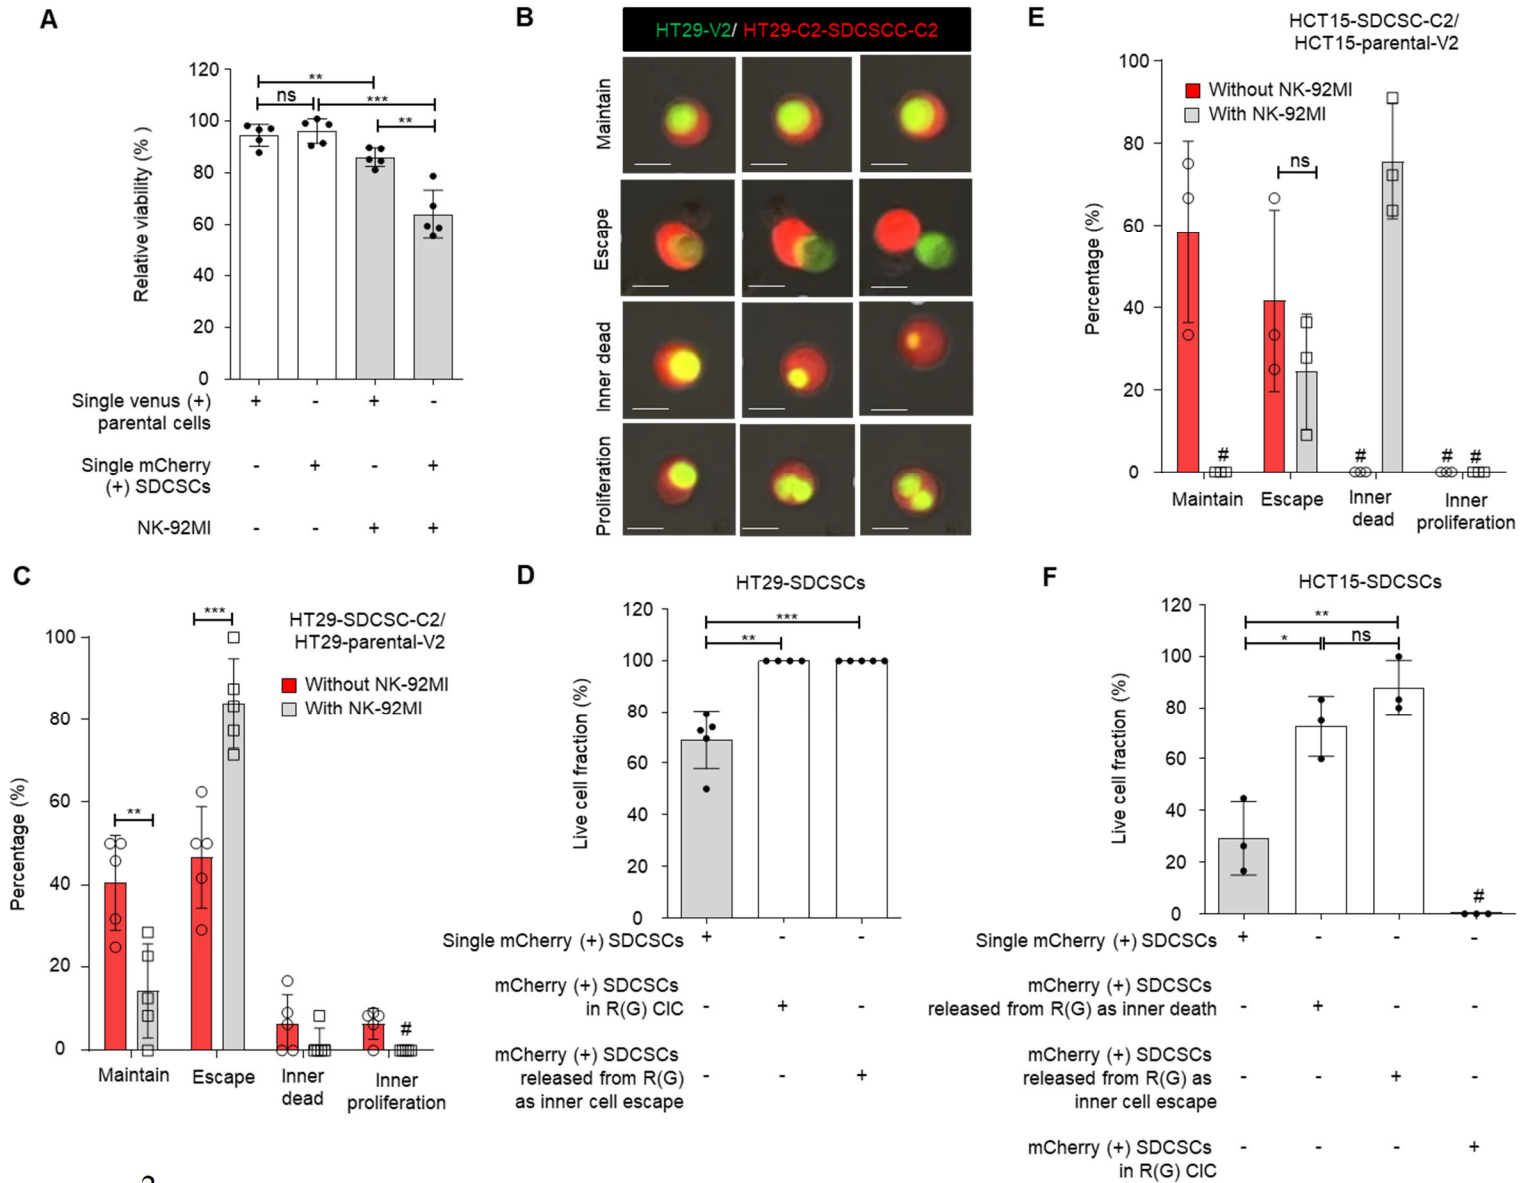 A
120
100
80
60
40
20
0
Relative viability (% )
**
ns
***
**
Single venus (+)
parental cells
+ - + -
Single mCherry
(+) SDCSCs
- + - +
NK-92MI
- - + +
B
HT29-V2/ HT29-C2-SDCSCC-C2
Maintain
Escape
Inner dead
Proliferation
E
HCT15-SDCSC-C2/
HCT15-parental-V2
Without NK-92MI
With NK-92MI
100
80
60
40
20
0
Percentage (%)
ns
# # # #
Maintain
Escape
Inner
dead
Inner
proliferation
C
HT29-SDCSC-C2/
HT29-parental-V2
Without NK-92MI
With NK-92MI
100
80
60
40
20
0
Percentage (%)
***
**
#
Maintain
Escape
Inner
dead
Inner
proliferation
D
HT29-SDCSCs
120
100
80
60
40
20
0
Live cell fraction (%)
***
**
Single mCherry (+) SDCSCs
+ - -
mCherry (+) SDCSCs
in R(G) CIC
- + -
mCherry (+) SDCSCs
released from R(G)
as inner cell escape
- - +
F
HCT15-SDCSCs
120
100
80
60
40
20
0
Live cell fraction (%)
**
*
ns
#
Single mCherry (+) SDCSCs
+ - - -
mCherry (+) SDCSCs
released from R(G) as inner death
- + - -
mCherry (+) SDCSCs
released from R(G) as
inner cell escape
- - + -
mCherry (+) SDCSCs
in R(G) CIC
- - - +